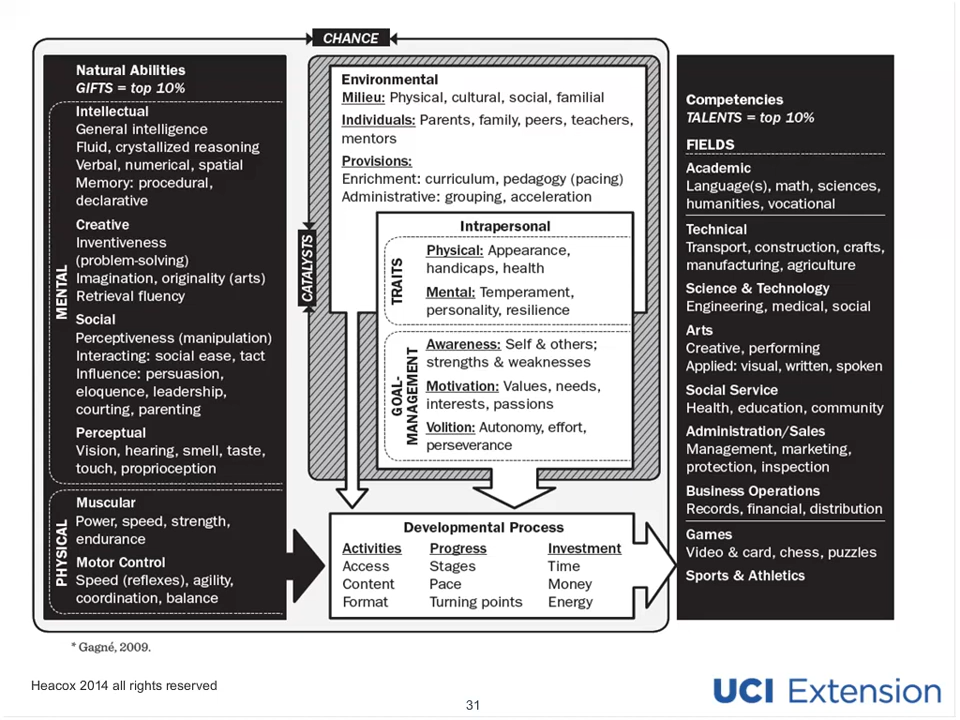 CHANCE
Natural Abilities
GIFTS = top 10%
MENTAL
Intellectual
General intelligence
Fluid, crystallized reasoning
Verbal, numerical, spatial
Memory: procedural,
declarative
Creative
Inventiveness
(problem-solving)
Imagination, originality (arts)
Retrieval fluency
Social
Perceptiveness (manipulation)
Interacting: social ease, tact
Influence: persuasion,
eloquence, leadership,
courting, parenting
Perceptual
Vision, hearing, smell, taste,
touch, proprioception
PHYSICAL
Muscular
Power, speed, strength,
endurance
Motor Control
Speed (reflexes), agility,
coordination, balance
CATALYSTS
Environmental
Milieu: Physical, cultural, social, familial
Individuals: Parents, family, peers, teachers,
mentors
Provisions:
Enrichment: curriculum, pedagogy (pacing)
Administrative: grouping, acceleration
Intrapersonal
TRAITS
Physical: Appearance,
handicaps, health
Mental: Temperament,
personality, resilience
GOAL-
MANAGEMENT
Awareness: Self & others;
strengths & weaknesses
Motivation: Values, needs,
interests, passions
Volition: Autonomy, effort,
perseverance
Developmental Process
Activities Progress Investment
Access Stages Time
Content Pace Money
Format Turning points Energy
Competencies
TALENTS = top 10%
FIELDS
Academic
Language(s), math, sciences,
humanities, vocational
Technical
Transport, construction, crafts,
manufacturing, agriculture
Science & Technology
Engineering, medical, social
Arts
Creative, performing
Applied: visual, written, spoken
Social Service
Health, education, community
Administration/Sales
Management, marketing,
protection, inspection
Business Operations
Records, financial, distribution
Games
Video & card, chess, puzzles
Sports & Athletics
* Gagné, 2009.
Heacox 2014 all rights reserved
31
UCI Extension